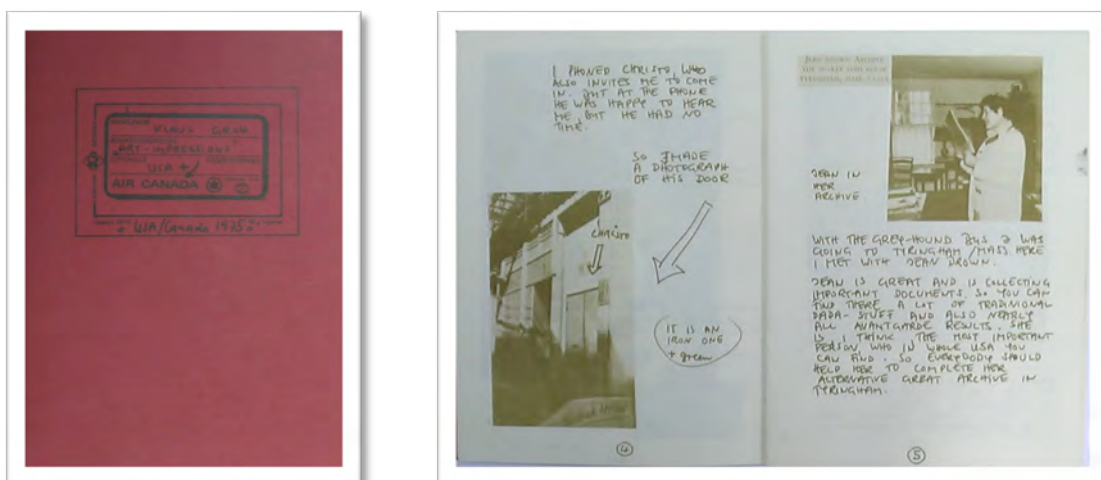 KLAUS GROH
ART-IMPRESSIONS
USA +
AIR CANADA
USA/Canada 1975
I PHONED CHRISTO, WHO
ALSO INVITES ME TO COME
IN. BUT AT THE PHONE
HE WAS HAPPY TO HEAR
ME, BUT HE HAD NO
TIME.
SO I MADE
A PHOTOGRAPH
OF HIS DOOR
CHRISTO
IT IS AN
IRON ONE
+ green
4
JEAN BROWN ARCHIVE
TYRINGHAM, MASS.
JEAN IN
HER
ARCHIVE
WITH THE GREY-HOUND BUS I WAS
GOING TO TYRINGHAM /MASS. HERE
I MET WITH JEAN BROWN.
JEAN IS GREAT AND IS COLLECTING
IMPORTANT DOCUMENTS. SO YOU CAN
FIND THERE A LOT OF TRADIVIONAL
DADA-STUFF AND ALSO NEARLY
ALL AVANTGARDE RESULTS. SHE
IS I THINK THE MOST IMPORTANT
PERSON, WHO IN WHOLE USA YOU
CAN FIND. SO EVERYBODY SHOULD
HELP HER TO COMPLETE HER
ALTERNATIVE GREAT ARCHIVE IN
TYRINGHAM.
5